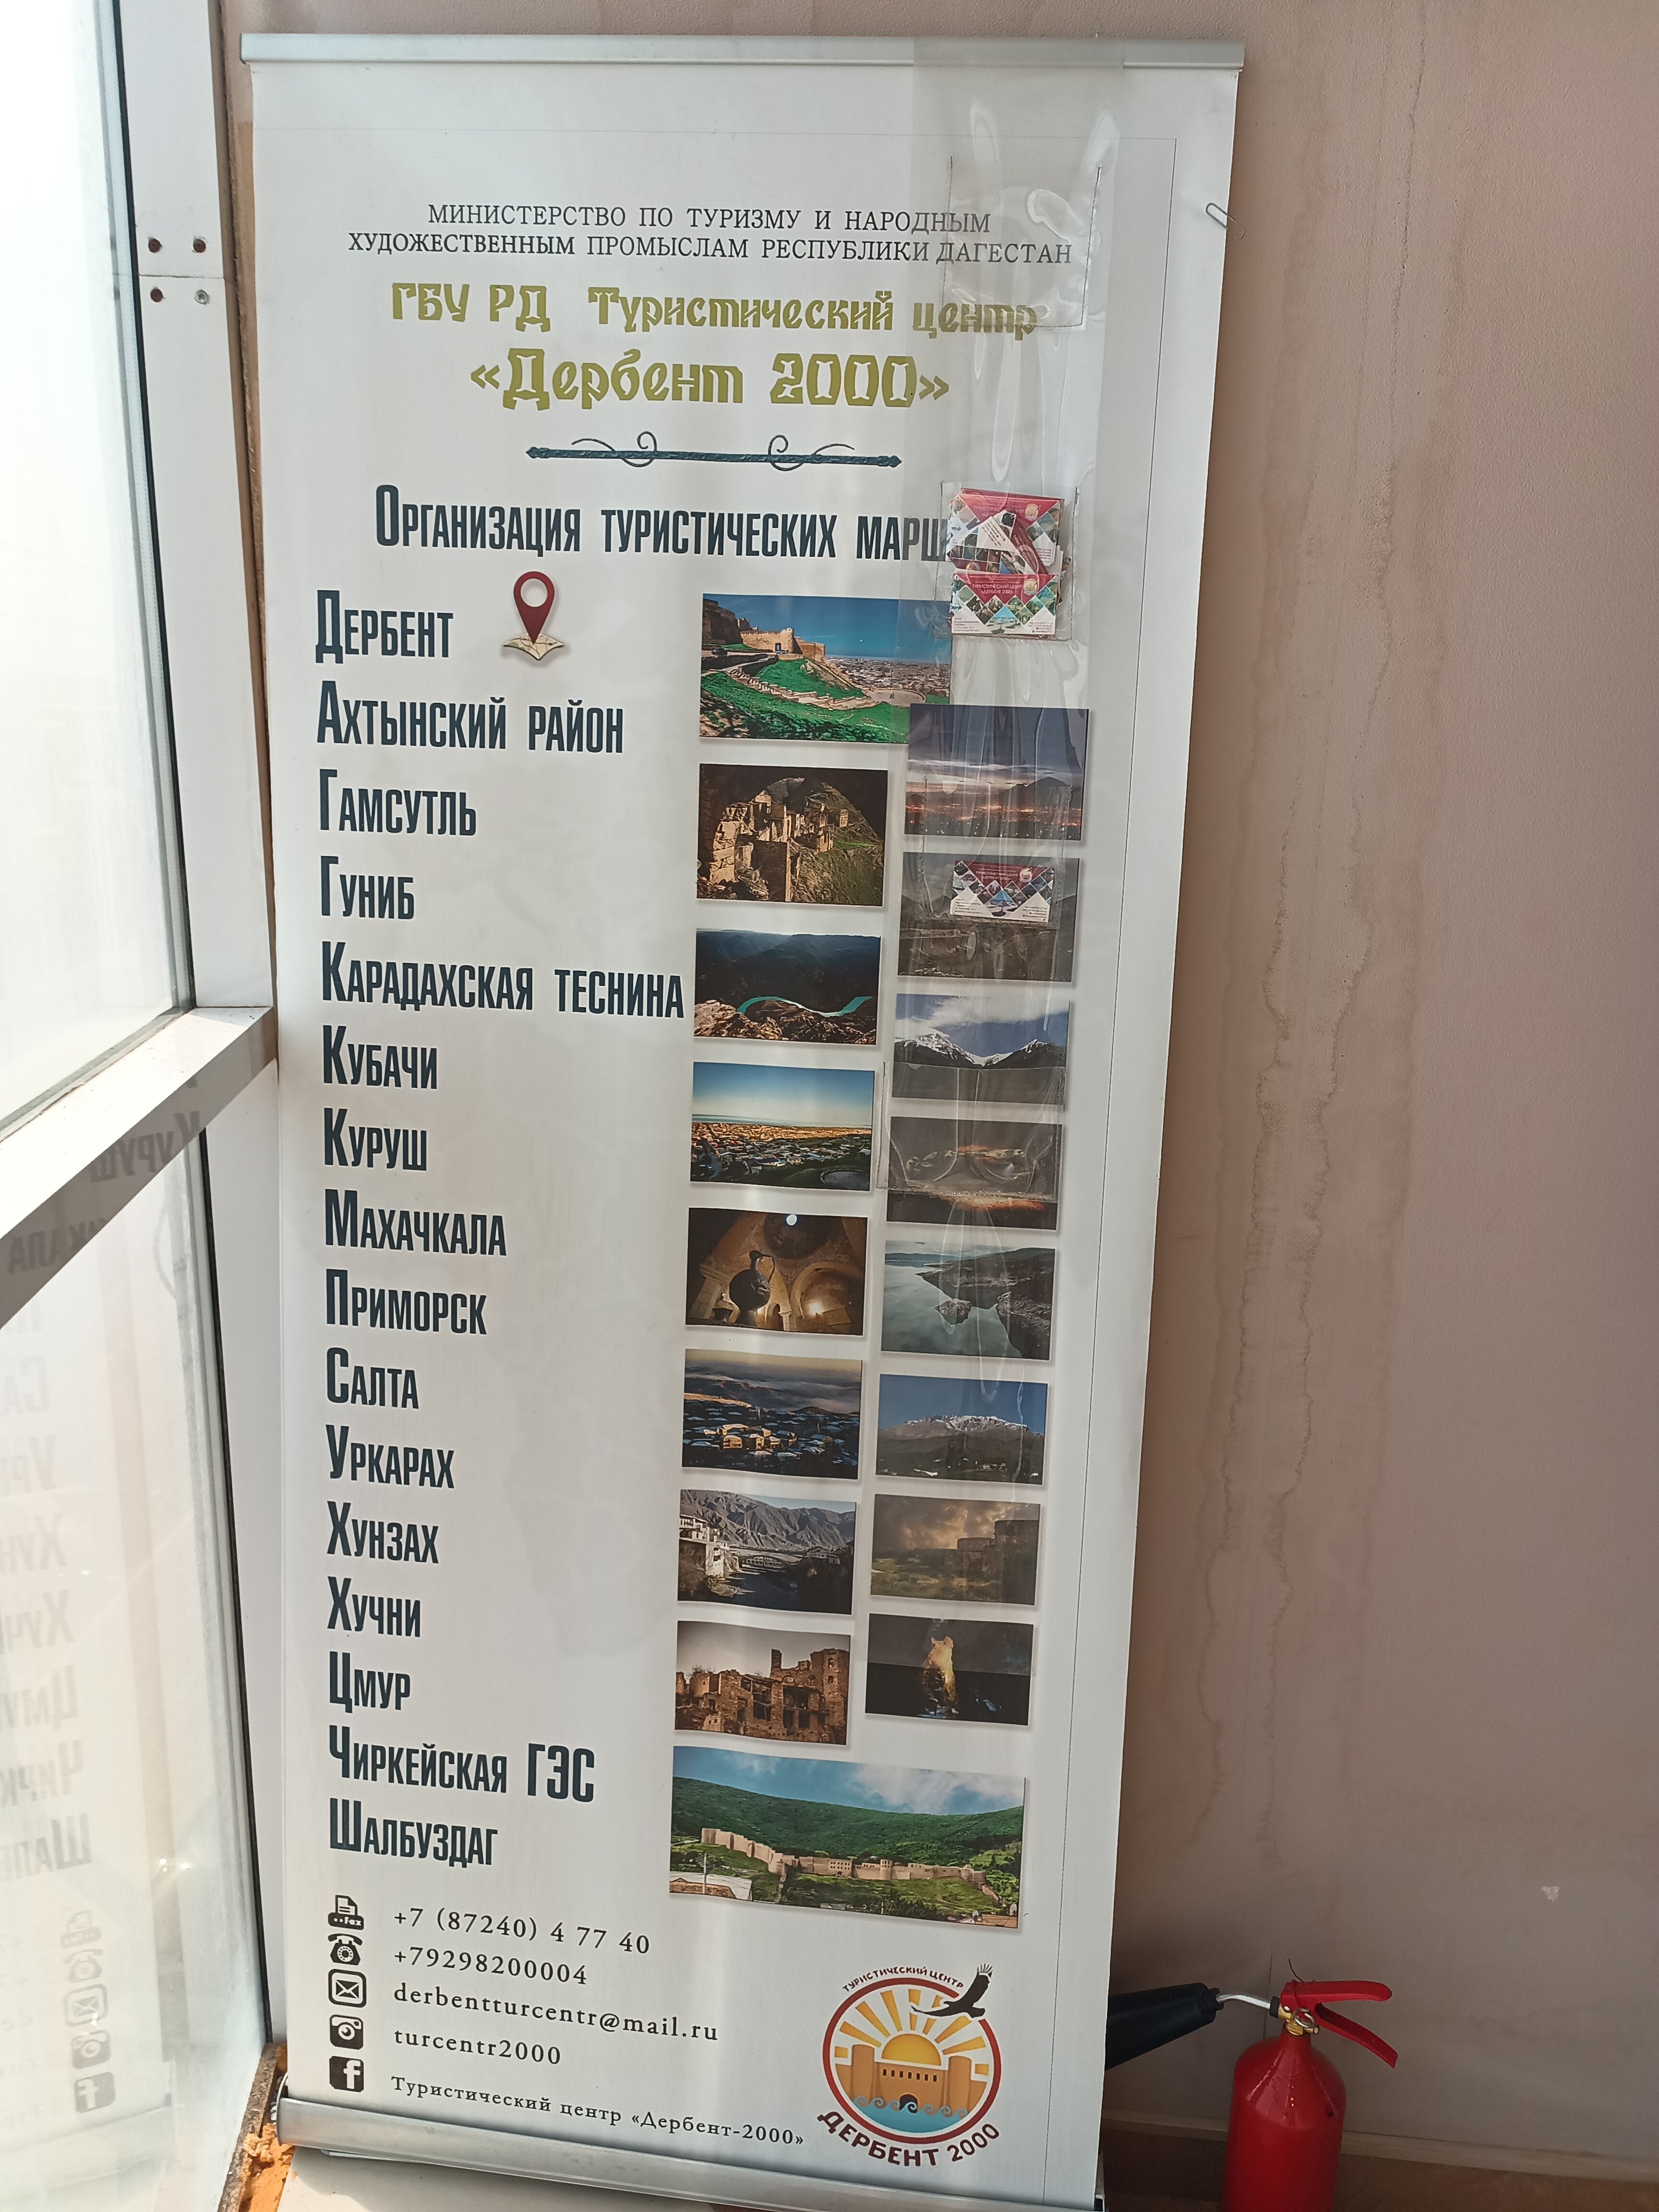 МИНИСТЕРСТВО ПО ТУРИЗМУ И НАРОДНЫМ
ХУДОЖЕСТВЕННЫМ ПРОМЫСЛАМ РЕСПУБЛИКИ ДАГЕСТАН
ГБУ РД Туристический центр
«Дербент 2000»
ОРГАНИЗАЦИЯ ТУРИСТИЧЕСКИХ МАРШ
ДЕРБЕНТ
АХТЫНСКИЙ РАЙОН
ГАМСУТЛЬ
ГУНИБ
КАРАДАХСКАЯ ТЕСНИНА
КУБАЧИ
КУРУШ
МАХАЧКАЛА
ПРИМОРСК
САЛТА
УРКАРАХ
ХУНЗАХ
ХУЧНИ
ЦМУР
ЧИРКЕЙСКАЯ ГЭС
ШАЛБУЗДАГ
Fax
+7 (87240) 4 77 40
+79298200004
derbentturcentr@mail.ru
turcentr2000
f
Туристический центр «Дербент-2000»
ТУРИСТИЧЕСКИЙ ЦЕНТР
ДЕРБЕНТ 2000